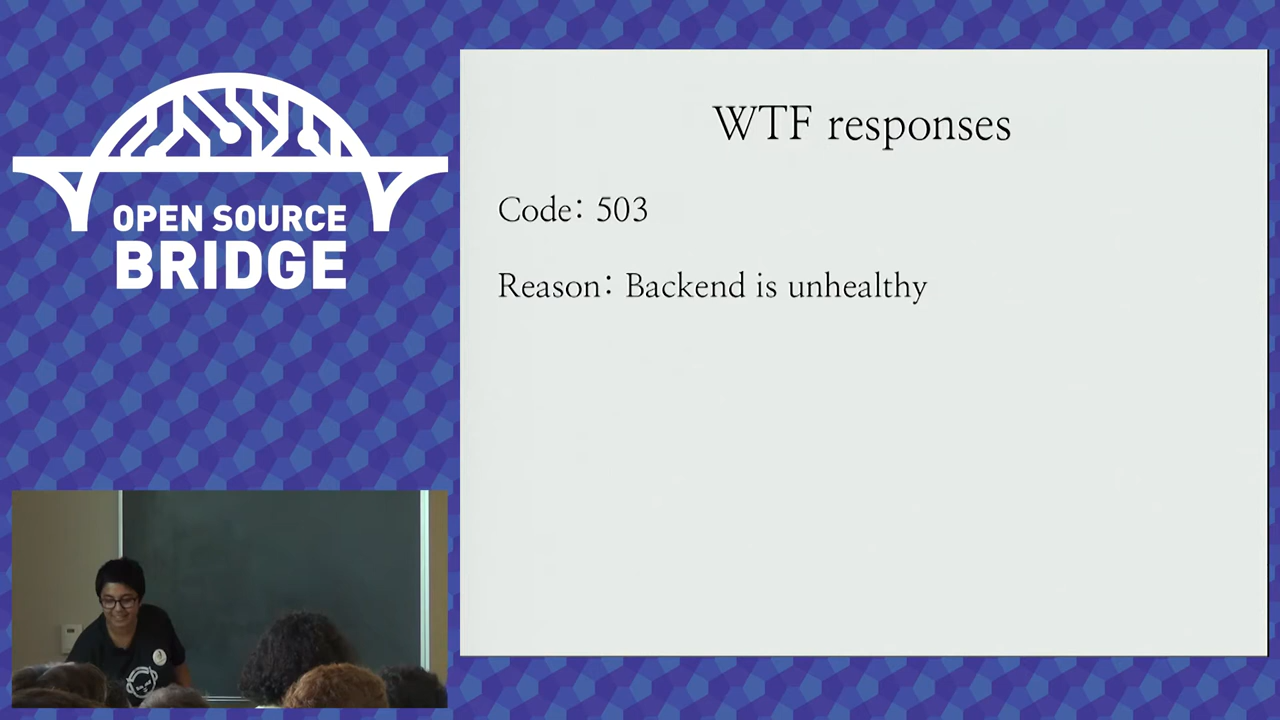 OPEN SOURCE
BRIDGE
WTF responses
Code: 503
Reason: Backend is unhealthy